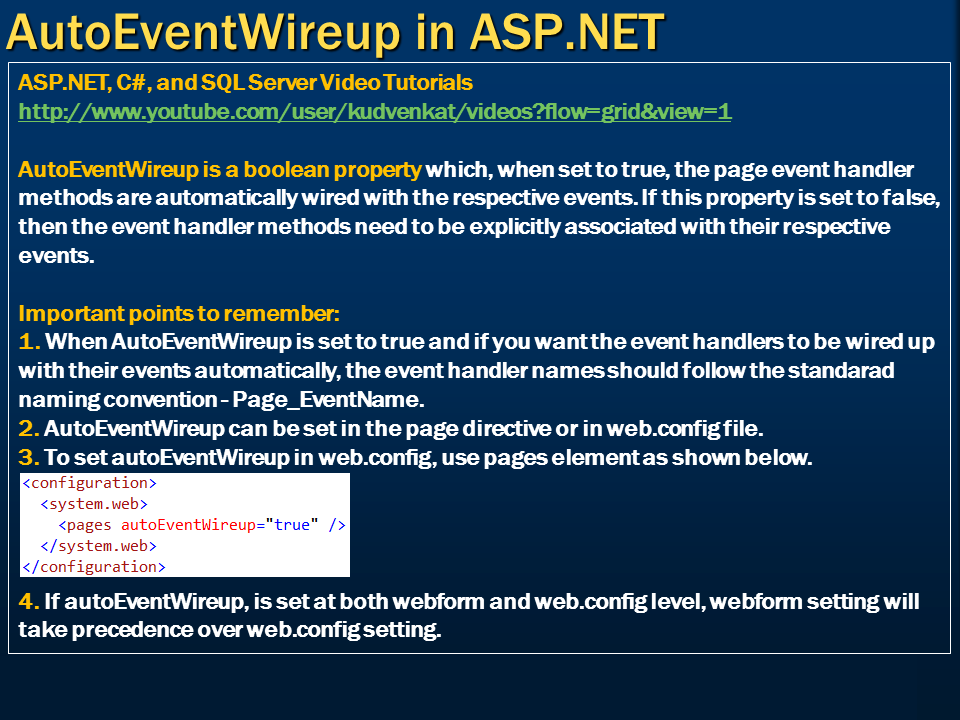 AutoEventWireup in ASP.NET
ASP.NET, C#, and SQL Server Video Tutorials
http://www.youtube.com/user/kudvenkat/videos?flow=grid&view=1
AutoEventWireup is a boolean property which, when set to true, the page event handler
methods are automatically wired with the respective events. If this property is set to false,
then the event handler methods need to be explicitly associated with their respective
events.
Important points to remember:
1. When AutoEventWireup is set to true and if you want the event handlers to be wired up
with their events automatically, the event handler names should follow the standarad
naming convention - Page_EventName.
2. AutoEventWireup can be set in the page directive or in web.config file.
3. To set autoEventWireup in web.config, use pages element as shown below.
<configuration>
<system.web>
<pages autoEventWireup="true" />
</system.web>
</configuration>
4. If autoEventWireup, is set at both webform and web.config level, webform setting will
take precedence over web.config setting.